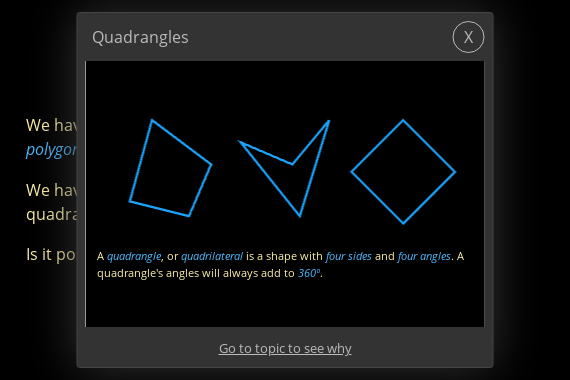 Quadrangles
X
We hav
polygon
We hav
quadra
Is it po
A quadrangle, or quadrilateral is a shape with four sides and four angles. A
quadrangle's angles will always add to 360º.
Go to topic to see why